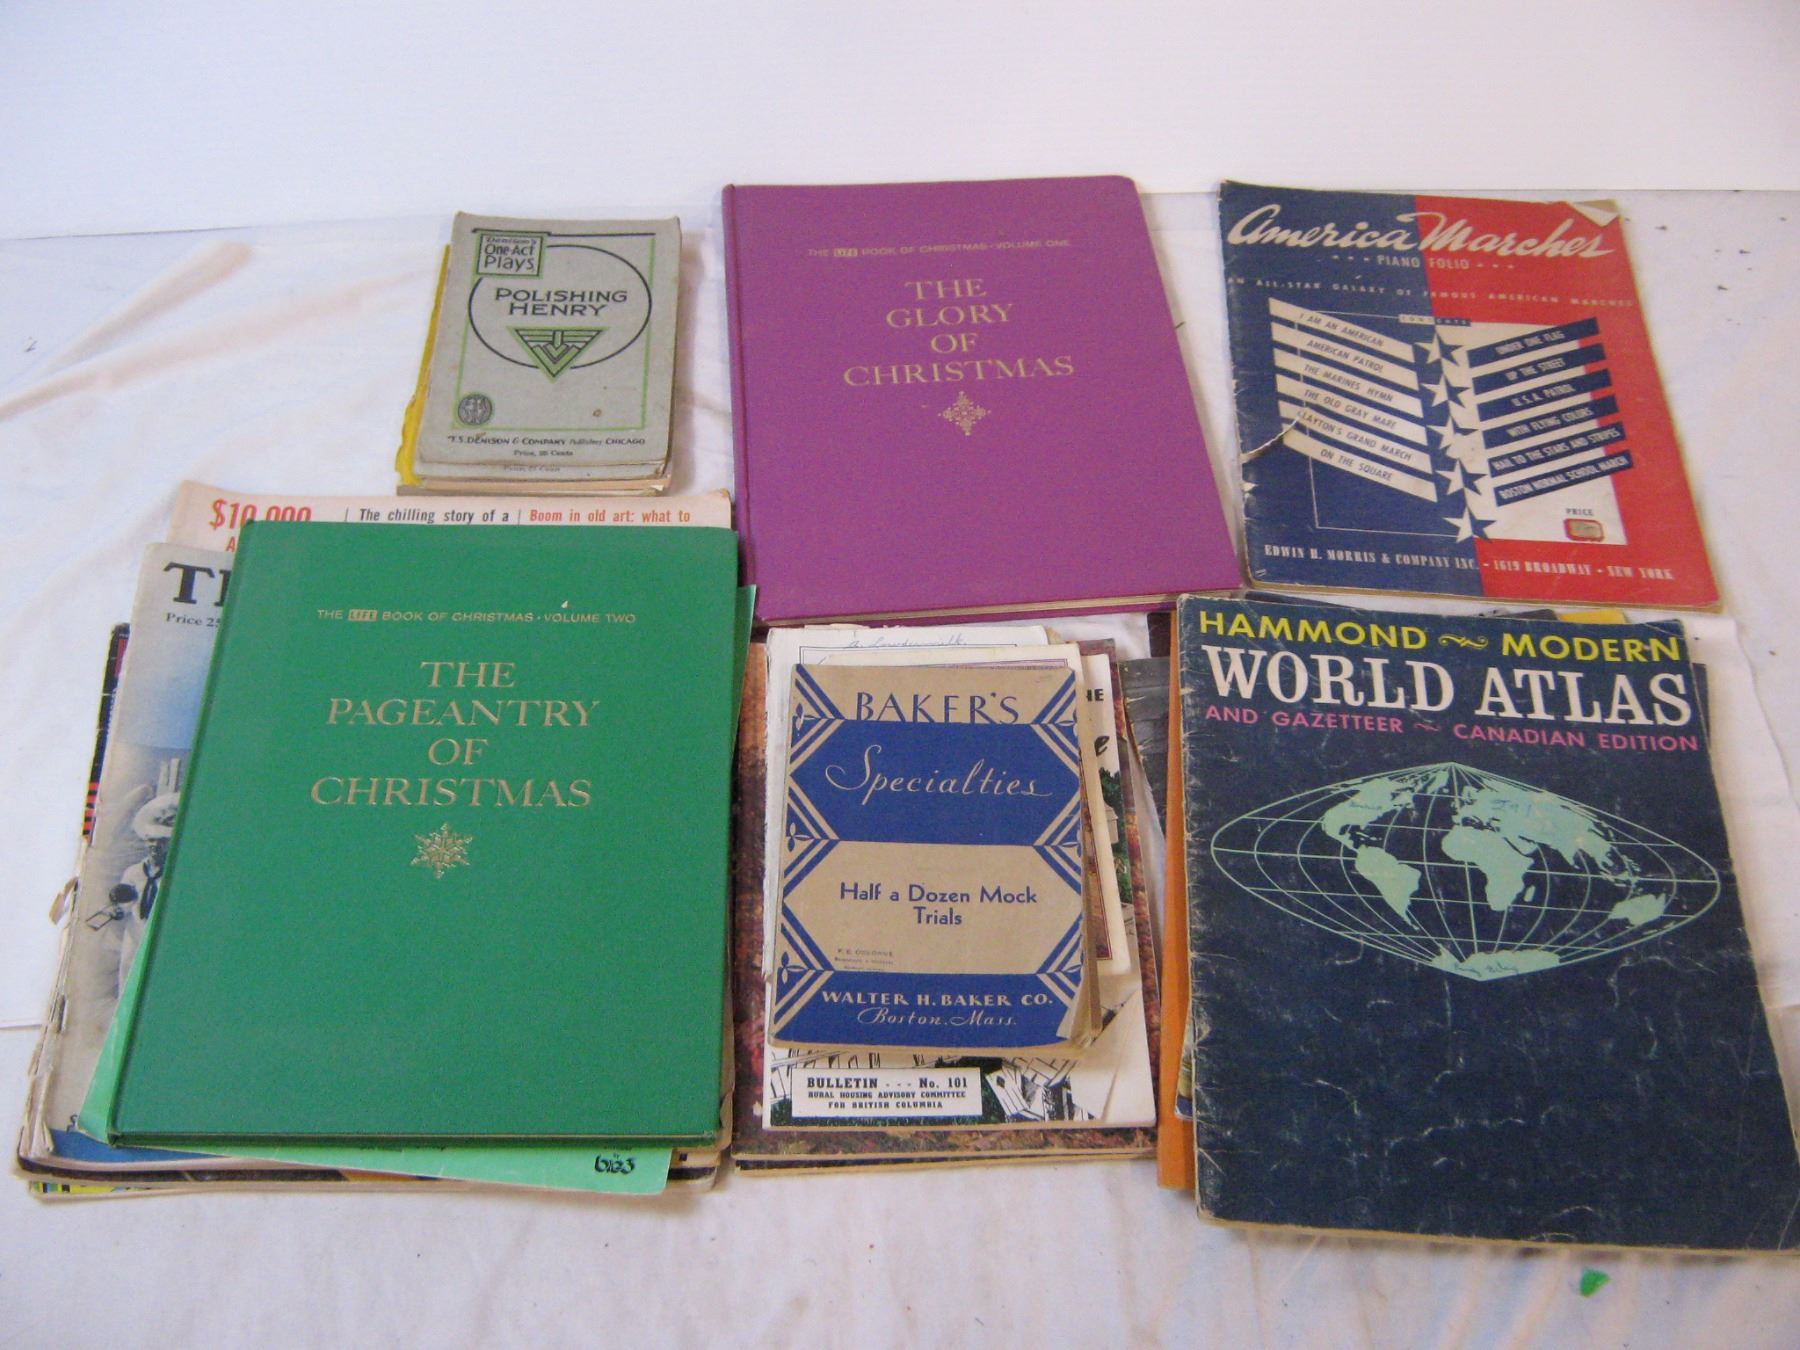 Denison's
One-Act
Plays
POLISHING
HENRY
T.S. DENISON & COMPANY Publishers CHICAGO
Price, 25 Cents
THE LIFE BOOK OF CHRISTMAS · VOLUME ONE
THE
GLORY
OF
CHRISTMAS
America Marches
PIANO FOLIO
AN ALL-STAR GALAXY OF FAMOUS AMERICAN MARCHES
CONTENTS
I AM AN AMERICAN
AMERICAN PATROL
THE MARINES HYMN
THE OLD GRAY MARE
CLAYTON'S GRAND MARCH
ON THE SQUARE
UNDER ONE FLAG
UP THE STREET
U.S.A. PATROL
WITH FLYING COLORS
HAIL TO THE STARS AND STRIPES
BOSTON NORMAL SCHOOL MARCH
PRICE
EDWIN H. MORRIS & COMPANY INC. · 1619 BROADWAY · NEW YORK
$10,000
The chilling story of a
Boom in old art: what to
Price 25
THE LIFE BOOK OF CHRISTMAS · VOLUME TWO
THE
PAGEANTRY
OF
CHRISTMAS
BAKER'S
Specialties
Half a Dozen Mock
Trials
WALTER H. BAKER CO.
Boston, Mass.
BULLETIN - - - No. 101
RURAL HOUSING ADVISORY COMMITTEE
FOR BRITISH COLUMBIA
HAMMOND ~ MODERN
WORLD ATLAS
AND GAZETTEER ~ CANADIAN EDITION